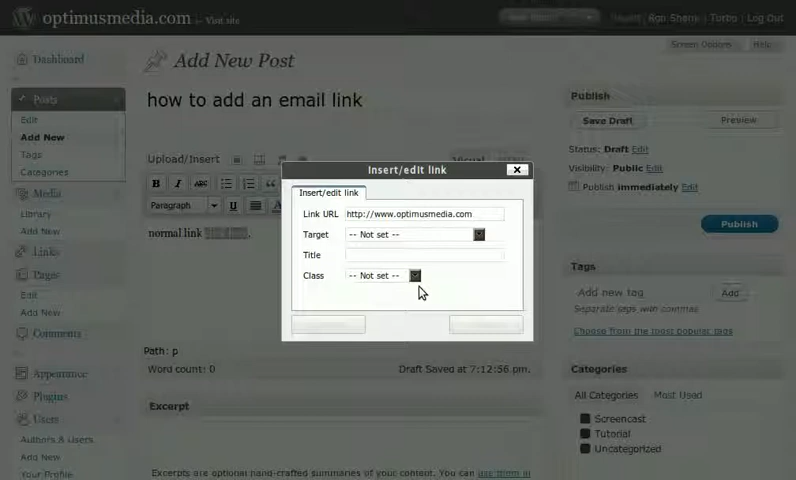 optimusmedia.com ← Visit site
Ron Shenk | Turbo | Log Out
Screen Options
Help
Dashboard
Add New Post
Posts
Edit
Add New
Tags
Categories
Media
Library
Add New
Links
Pages
Edit
Add New
Comments
Appearance
Plugins
Users
Authors & Users
Add New
Your Profile
how to add an email link
Upload/Insert
Visual
B I ABC
Paragraph U A
normal link
Path: p
Word count: 0 Draft Saved at 7:12:56 pm.
Excerpt
Excerpts are optional hand-crafted summaries of your content. You can use them in
Insert/edit link
Insert/edit link
Link URL http://www.optimusmedia.com
Target -- Not set --
Title
Class -- Not set --
Publish
Save Draft Preview
Status: Draft Edit
Visibility: Public Edit
Publish immediately Edit
Publish
Tags
Add new tag Add
Separate tags with commas
Choose from the most popular tags
Categories
All Categories Most Used
Screencast
Tutorial
Uncategorized